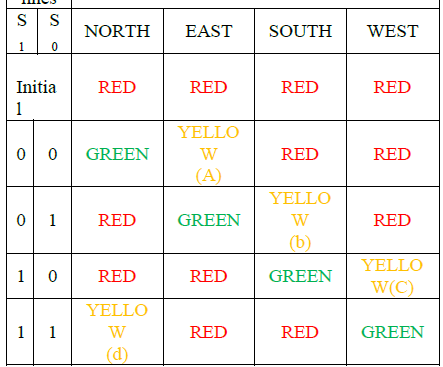 lines
S S NORTH EAST SOUTH WEST
1 0
Initia RED RED RED RED
l
0 0 GREEN YELLO RED RED
W
(A)
0 1 RED GREEN YELLO RED
W
(b)
1 0 RED RED GREEN YELLO
W(C)
1 1 YELLO RED RED GREEN
W
(d)